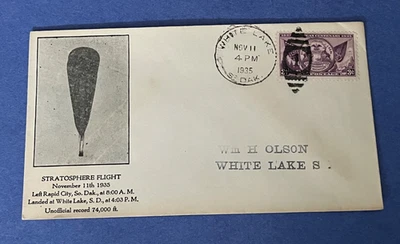 WHITE LAKE
NOV 11
4 PM
1935
S. DAK.
STRATOSPHERE FLIGHT
November 11th 1935
Left Rapid City, So. Dak., at 8:00 A. M.
Landed at White Lake, S. D., at 4:03 P. M.
Unofficial record 74,000 ft.
Wm H OLSON
WHITE LAKE S .